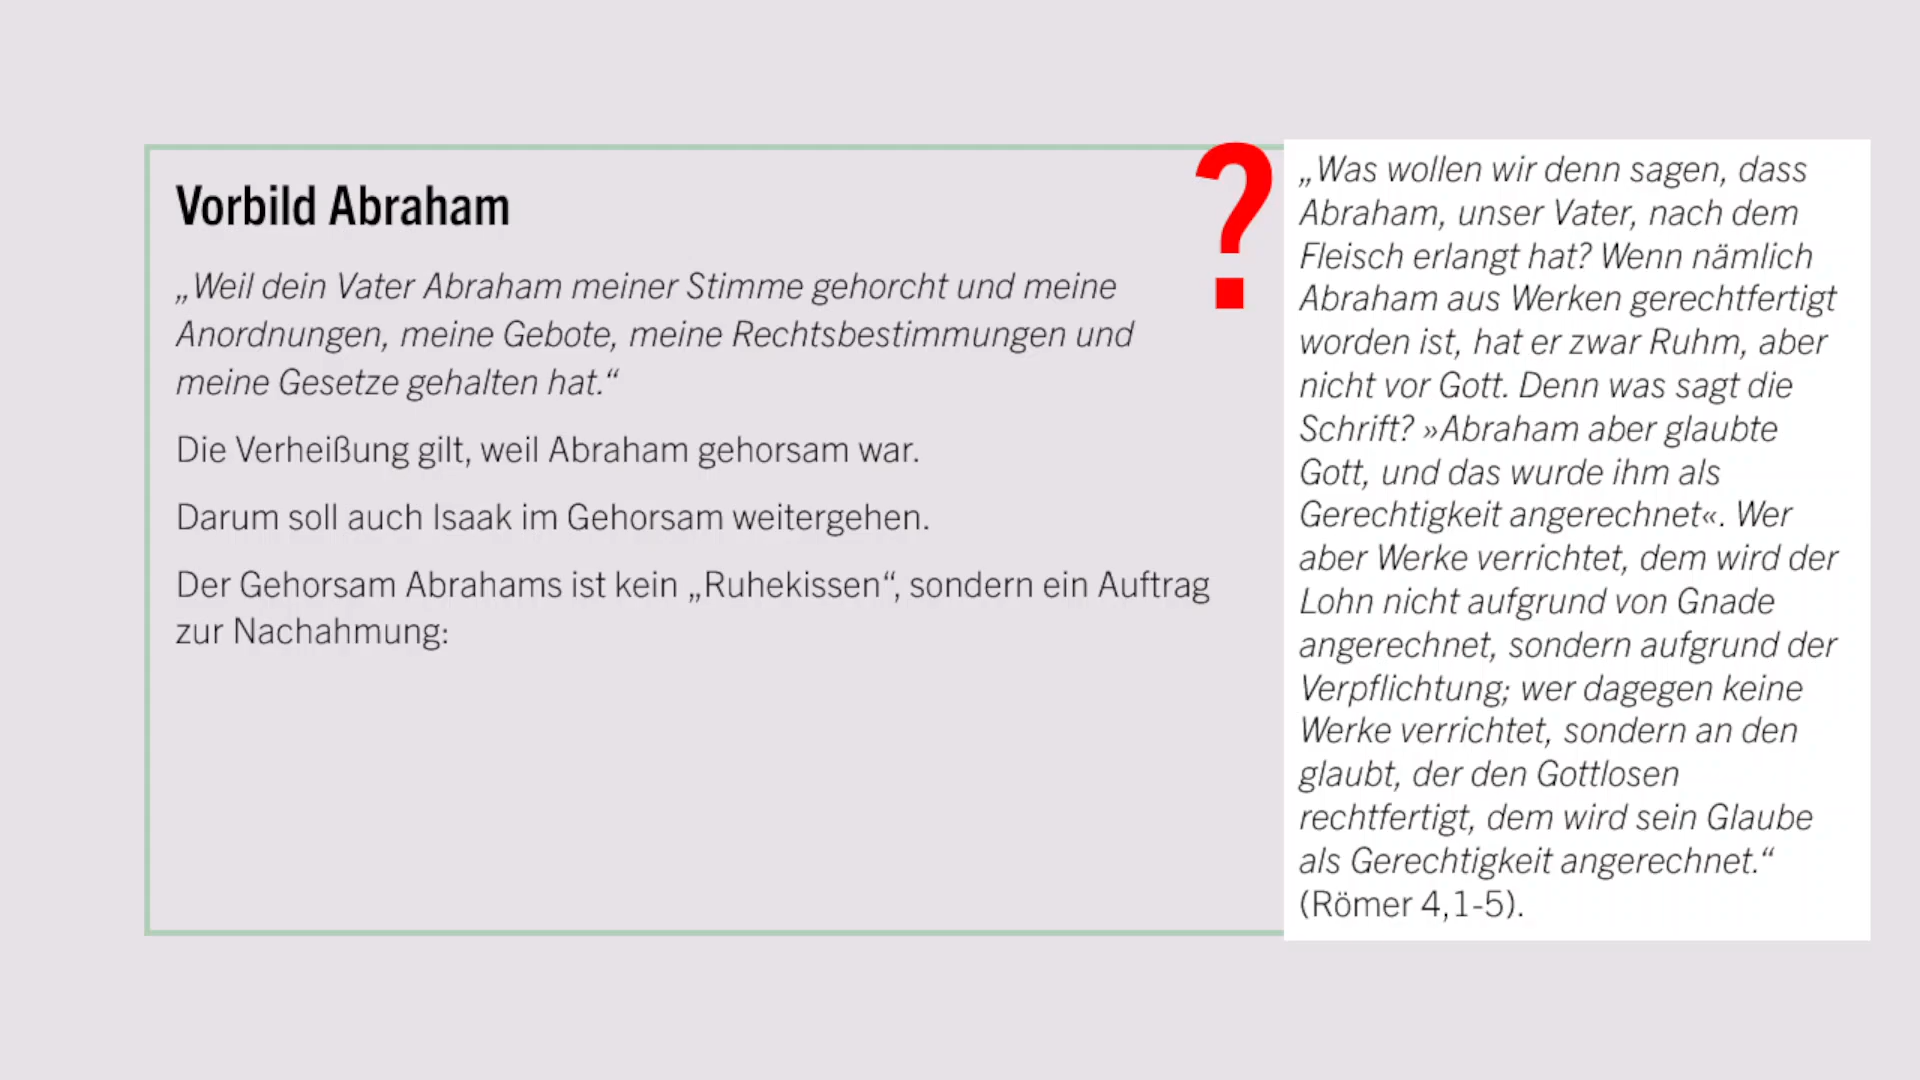 Vorbild Abraham
„Weil dein Vater Abraham meiner Stimme gehorcht und meine
Anordnungen, meine Gebote, meine Rechtsbestimmungen und
meine Gesetze gehalten hat.“
Die Verheißung gilt, weil Abraham gehorsam war.
Darum soll auch Isaak im Gehorsam weitergehen.
Der Gehorsam Abrahams ist kein „Ruhekissen“, sondern ein Auftrag
zur Nachahmung:
?
„Was wollen wir denn sagen, dass
Abraham, unser Vater, nach dem
Fleisch erlangt hat? Wenn nämlich
Abraham aus Werken gerechtfertigt
worden ist, hat er zwar Ruhm, aber
nicht vor Gott. Denn was sagt die
Schrift? »Abraham aber glaubte
Gott, und das wurde ihm als
Gerechtigkeit angerechnet«. Wer
aber Werke verrichtet, dem wird der
Lohn nicht aufgrund von Gnade
angerechnet, sondern aufgrund der
Verpflichtung; wer dagegen keine
Werke verrichtet, sondern an den
glaubt, der den Gottlosen
rechtfertigt, dem wird sein Glaube
als Gerechtigkeit angerechnet.“
(Römer 4,1-5).